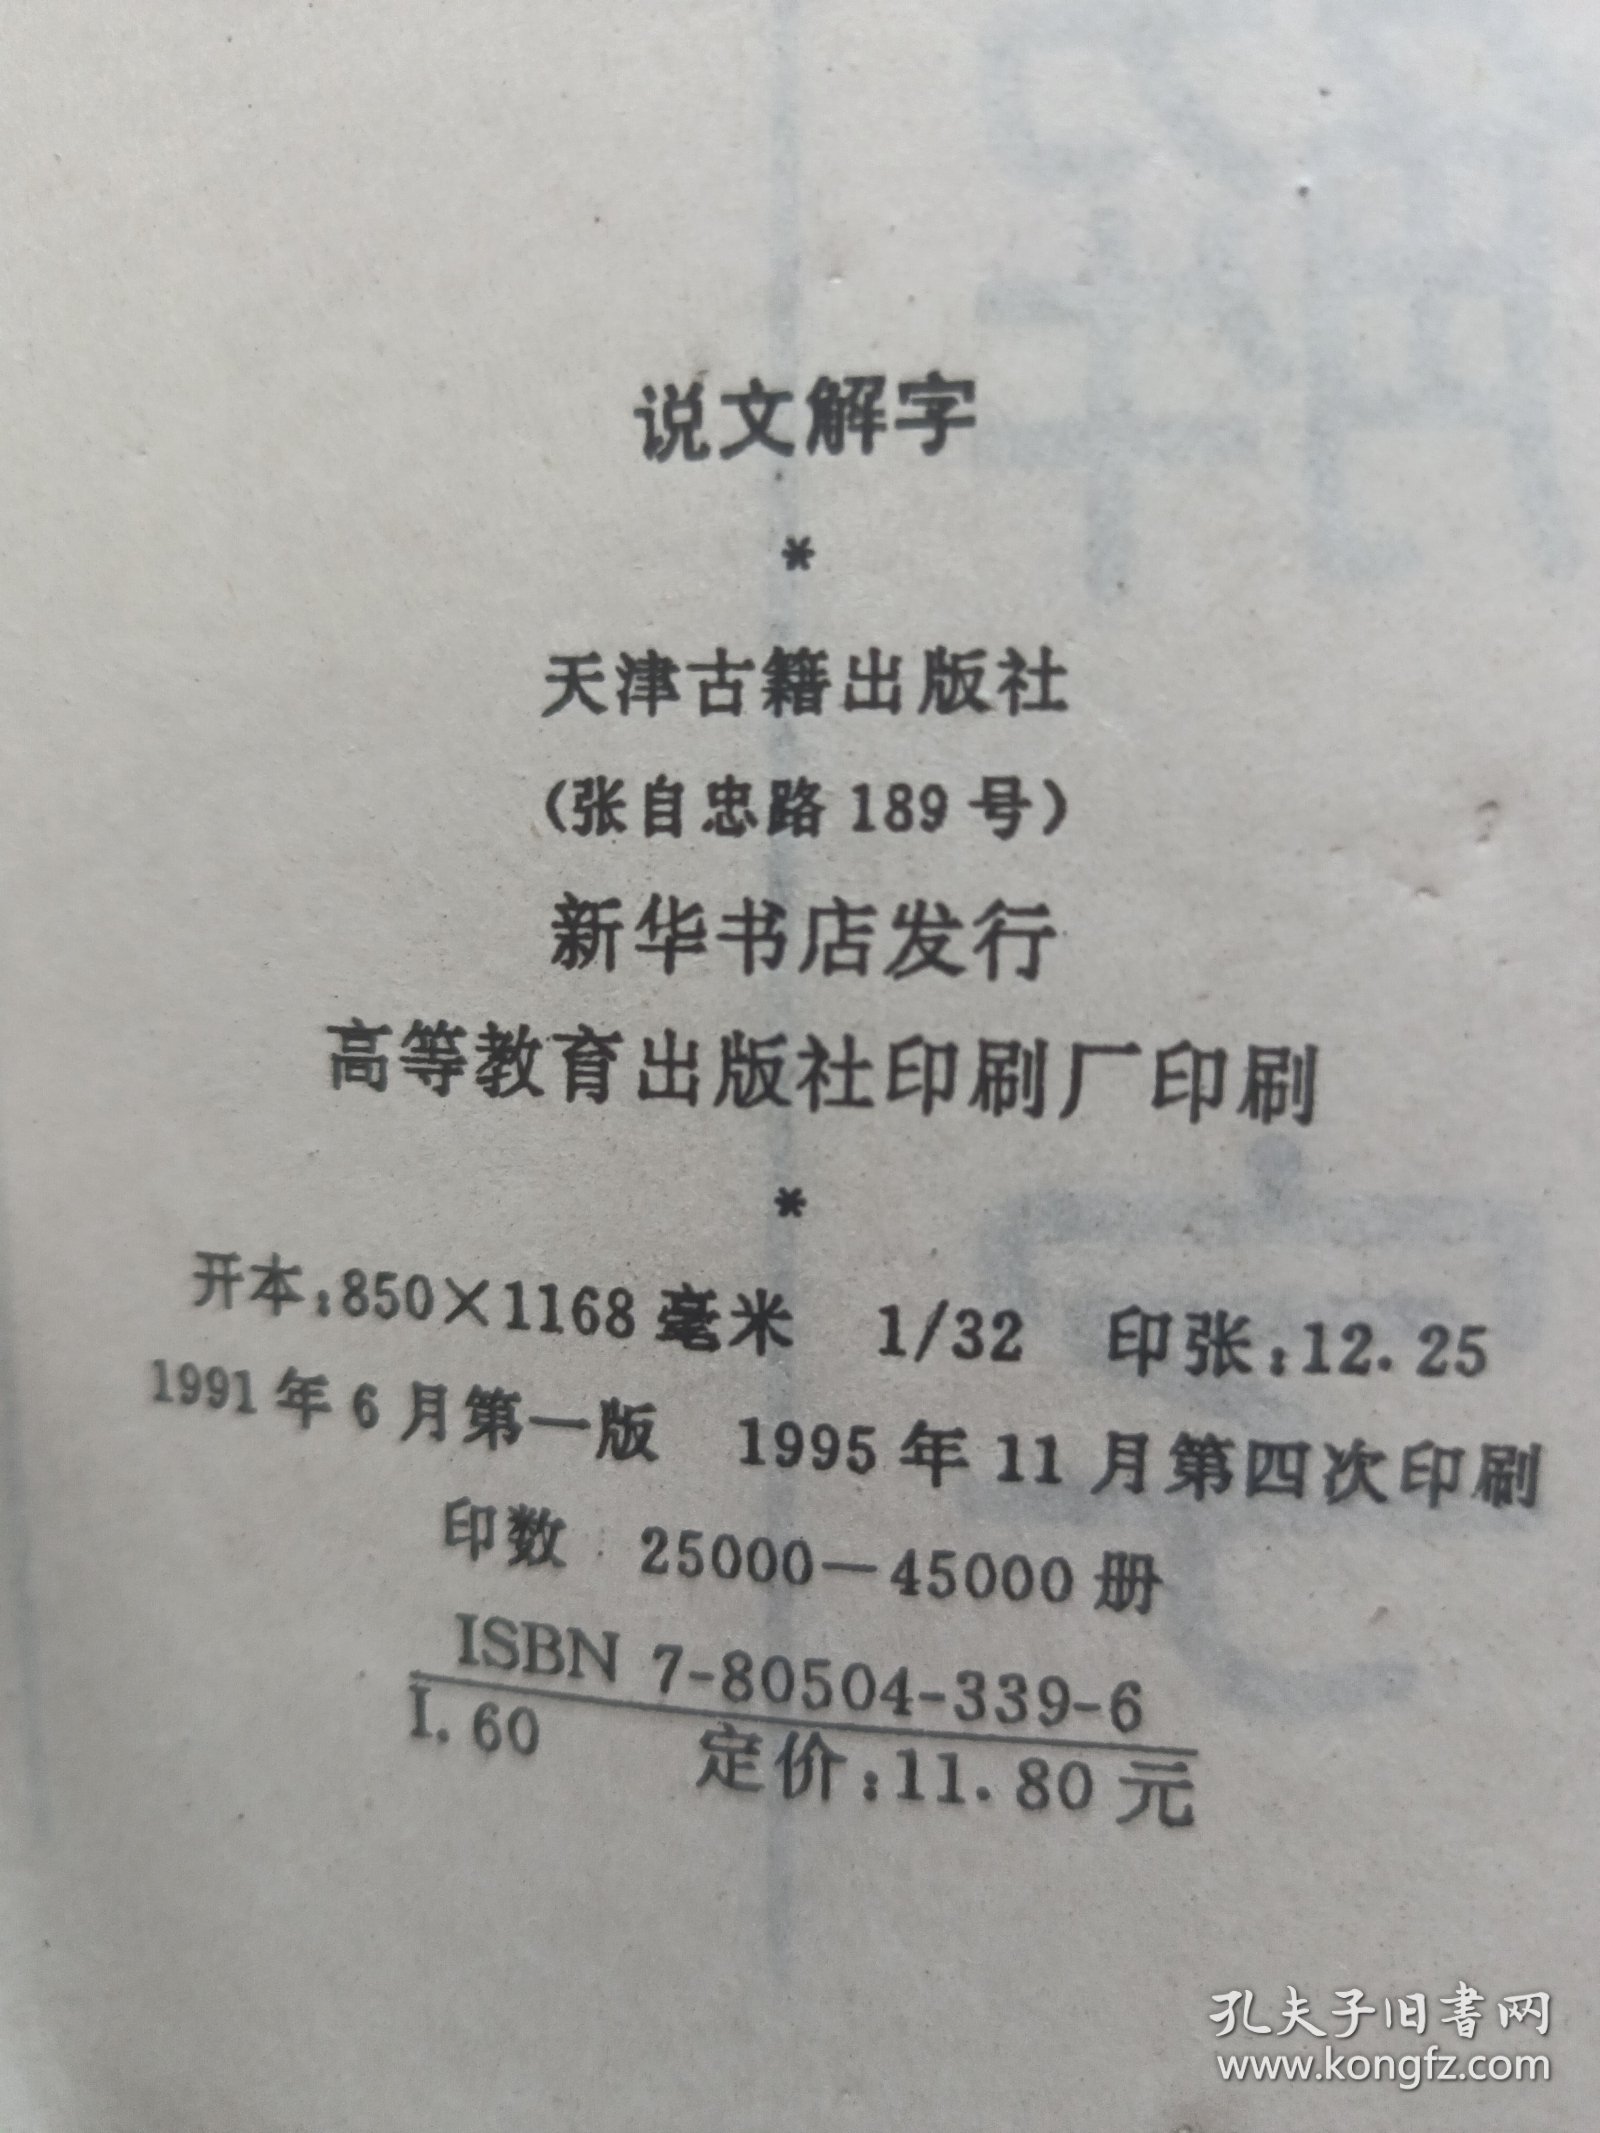 说文解字
*
天津古籍出版社
（张自忠路189号）
新华书店发行
高等教育出版社印刷厂印刷
*
开本：850×1168毫米 1/32 印张：12.25
1991年6月第一版 1995年11月第四次印刷
印数 25000—45000册
ISBN 7-80504-339-6
I.60 定价：11.80元
孔夫子旧書网
www.kongfz.com